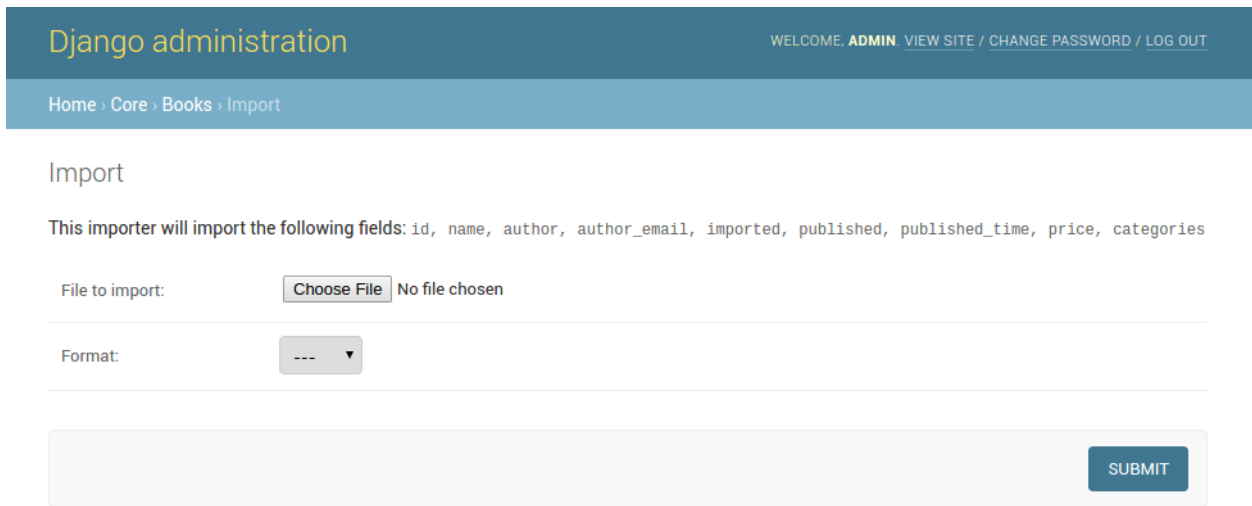 Django administration
WELCOME, ADMIN. VIEW SITE / CHANGE PASSWORD / LOG OUT
Home › Core › Books › Import
Import
This importer will import the following fields: id, name, author, author_email, imported, published, published_time, price, categories
File to import: Choose File No file chosen
Format: ---
SUBMIT